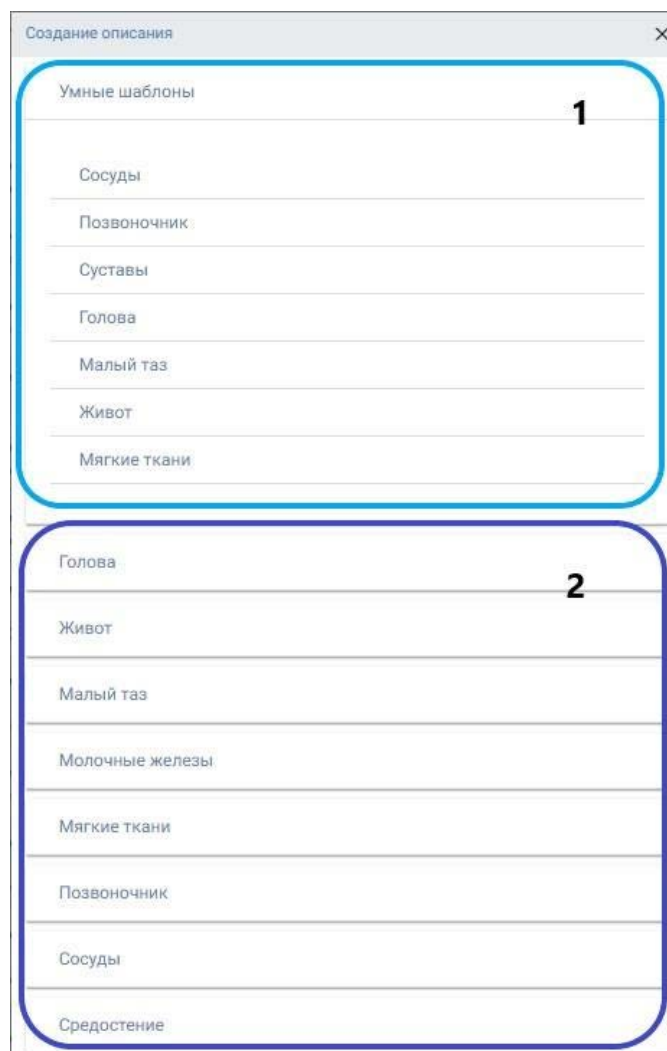 Создание описания
Умные шаблоны
1
Сосуды
Позвоночник
Суставы
Голова
Малый таз
Живот
Мягкие ткани
Голова
2
Живот
Малый таз
Молочные железы
Мягкие ткани
Позвоночник
Сосуды
Средостение